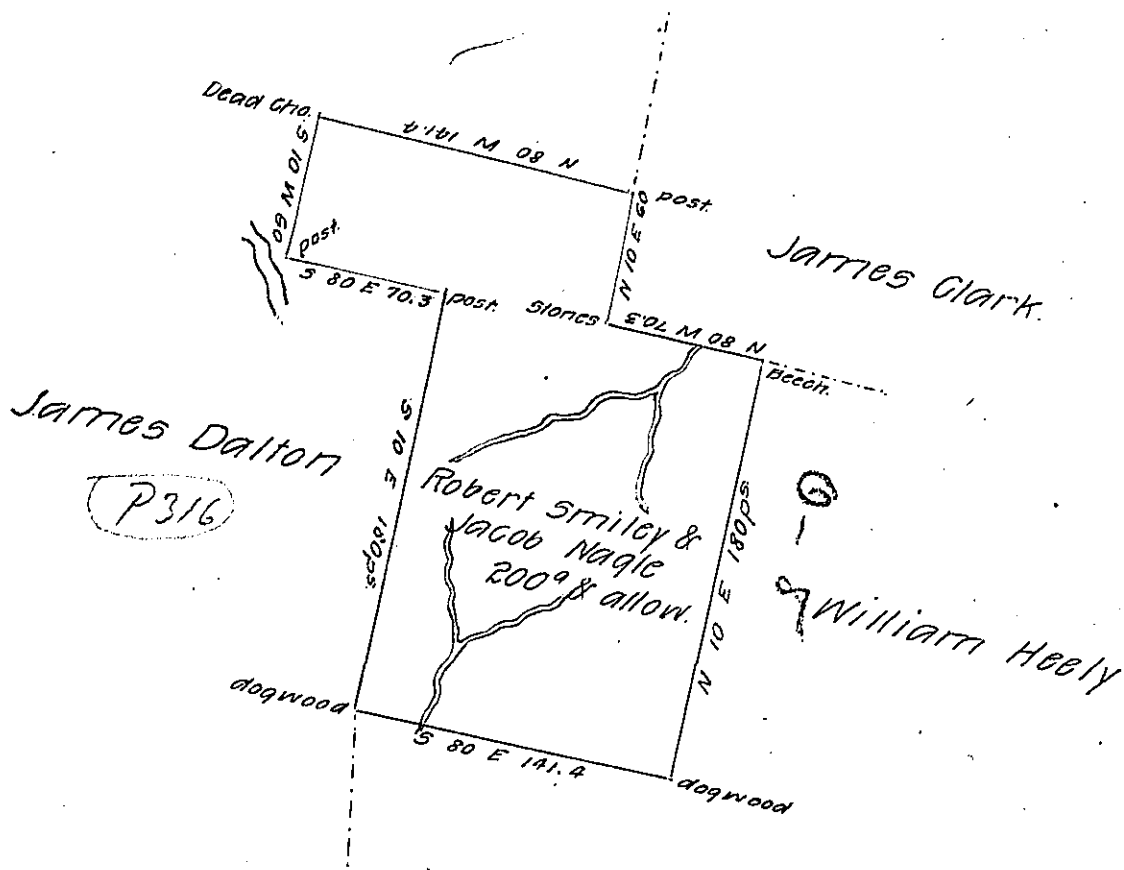 Dead Cho.
N 80 W 141.4
S 10 W 60
post.
N 10 E 59
post.
James Clark.
S 80 E 70.3
post.
Stones
N 80 W 70.3
Beech.
James Dalton
P316
S 10 E 180ps.
Robert Smiley &
Jacob Nagle
200ª & allow.
N 10 E 180ps.
William Heely
dogwood
S 80 E 141.4
dogwood